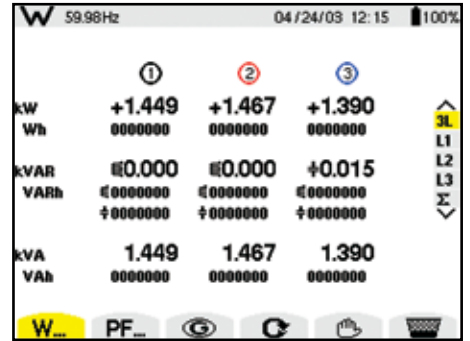 W 59.98Hz 04/24/03 12:15 100%
1 2 3
kW +1.449 +1.467 +1.390
Wh 0000000 0000000 0000000
kVAR 0.000 0.000 +0.015
VARh 0000000 0000000 0000000
0000000 0000000 0000000
kVA 1.449 1.467 1.390
VAh 0000000 0000000 0000000
3L
L1
L2
L3
Σ
W... PF... G